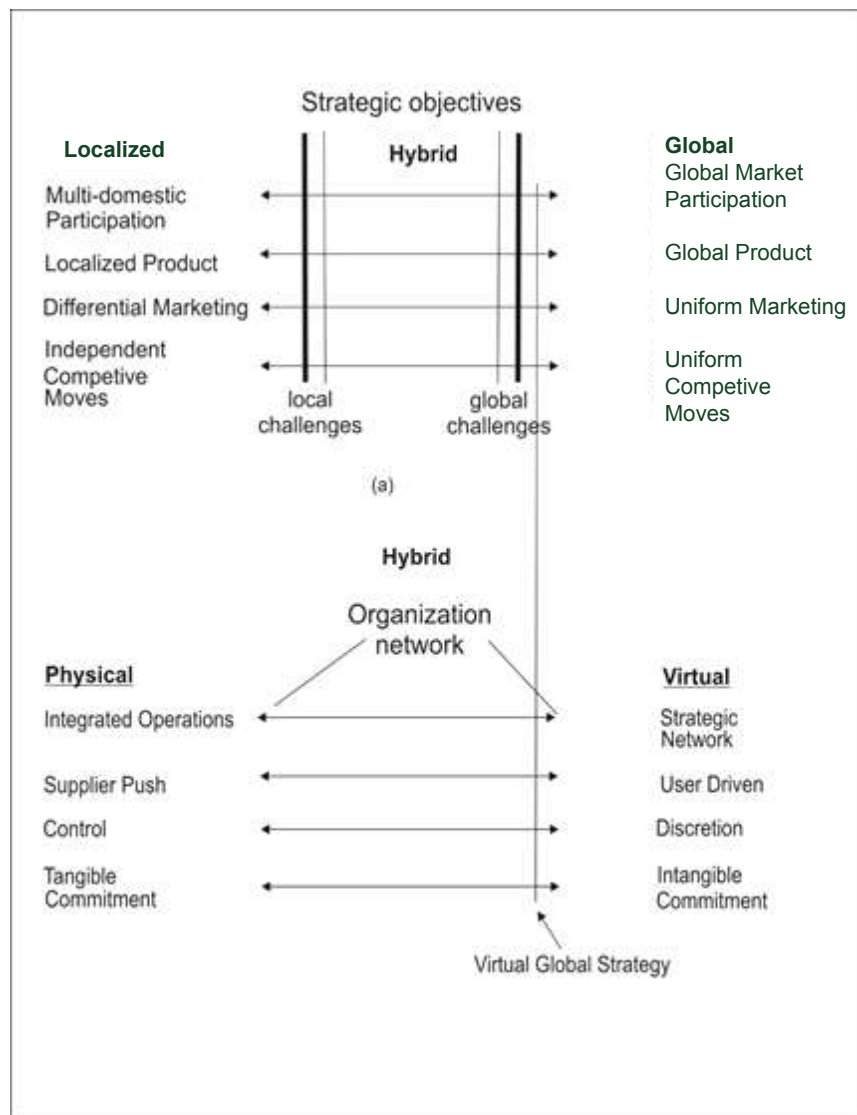 Strategic objectives
Localized
Hybrid
Global
Multi-domestic
Participation
Global Market
Participation
Localized Product
Global Product
Differential Marketing
Uniform Marketing
Independent
Competive
Moves
Uniform
Competive
Moves
local
challenges
global
challenges
(a)
Hybrid
Organization
network
Physical
Virtual
Integrated Operations
Strategic
Network
Supplier Push
User Driven
Control
Discretion
Tangible
Commitment
Intangible
Commitment
Virtual Global Strategy